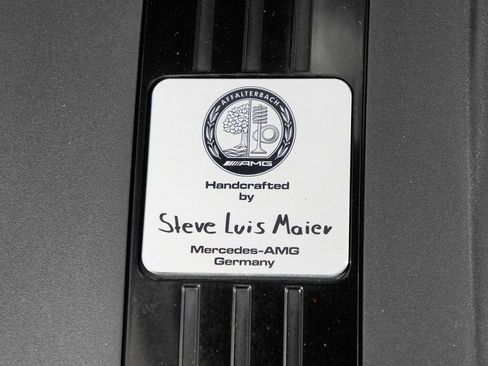 AFFALTERBACH
AMG
Handcrafted
by
Steve Luis Maier
Mercedes-AMG
Germany